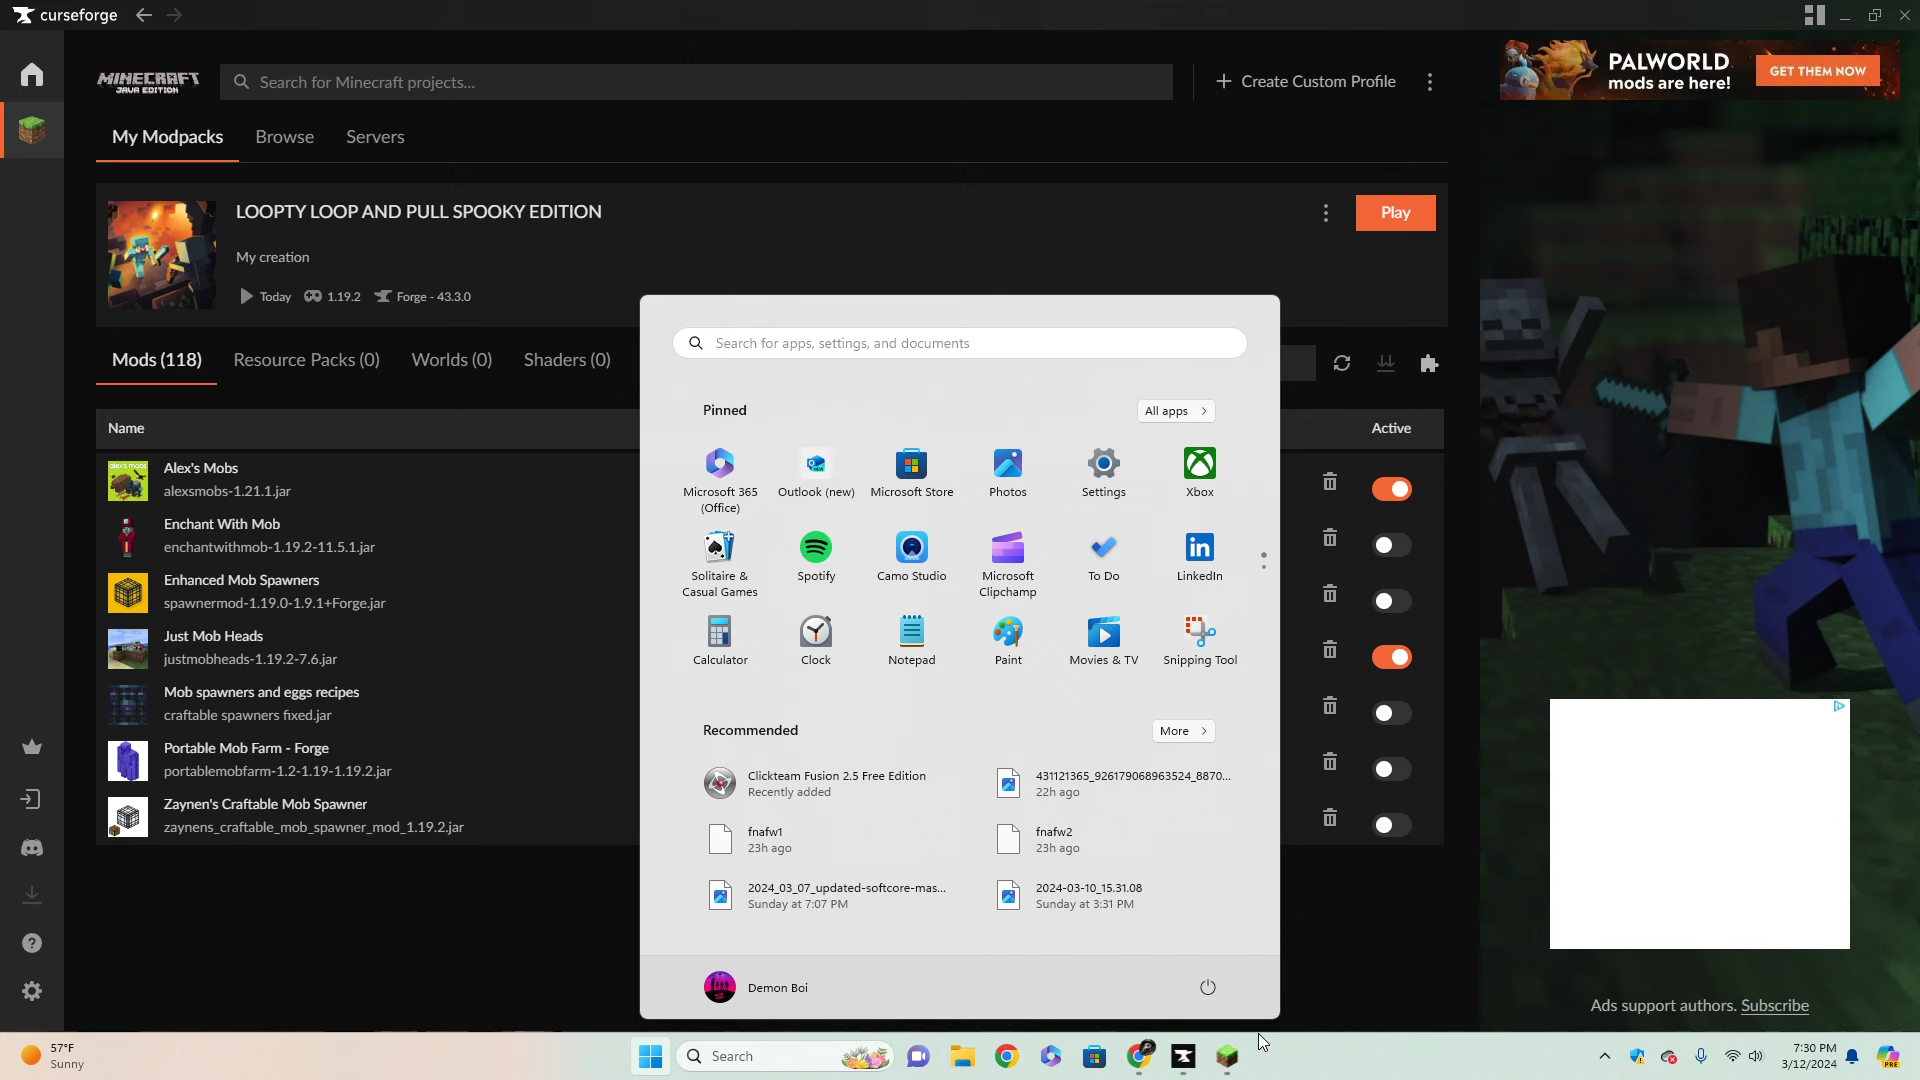 curseforge
MINECRAFT
JAVA EDITION
Search for Minecraft projects...
Create Custom Profile
PALWORLD
mods are here!
GET THEM NOW
My Modpacks
Browse
Servers
LOOPTY LOOP AND PULL SPOOKY EDITION
Play
My creation
Today
1.19.2
Forge - 43.3.0
Mods (118)
Resource Packs (0)
Worlds (0)
Shaders (0)
Name
Active
Alex's Mobs
alexsmobs-1.21.1.jar
Enchant With Mob
enchantwithmob-1.19.2-11.5.1.jar
Enhanced Mob Spawners
spawnermod-1.19.0-1.9.1+Forge.jar
Just Mob Heads
justmobheads-1.19.2-7.6.jar
Mob spawners and eggs recipes
craftable spawners fixed.jar
Portable Mob Farm - Forge
portablemobfarm-1.2-1.19-1.19.2.jar
Zaynen's Craftable Mob Spawner
zaynens_craftable_mob_spawner_mod_1.19.2.jar
Search for apps, settings, and documents
Pinned
All apps
Microsoft 365
(Office)
Outlook (new)
Microsoft Store
Photos
Settings
Xbox
Solitaire &
Casual Games
Spotify
Camo Studio
Microsoft
Clipchamp
To Do
LinkedIn
Calculator
Clock
Notepad
Paint
Movies & TV
Snipping Tool
Recommended
More
Clickteam Fusion 2.5 Free Edition
Recently added
431121365_926179068963524_8870...
22h ago
fnafw1
23h ago
fnafw2
23h ago
2024_03_07_updated-softcore-mas...
Sunday at 7:07 PM
2024-03-10_15.31.08
Sunday at 3:31 PM
Demon Boi
Ads support authors. Subscribe
57°F
Sunny
Search
7:30 PM
3/12/2024
PRE